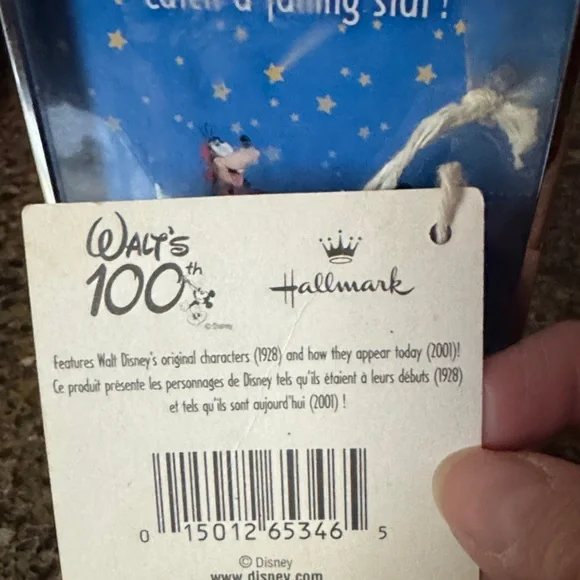 catch a falling star!
WALT'S
100th
© Disney
Hallmark
Features Walt Disney's original characters (1928) and how they appear today (2001)!
Ce produit présente les personnages de Disney tels qu'ils étaient à leurs débuts (1928)
et tels qu'ils sont aujourd'hui (2001) !
0 15012 65346 5
© Disney
www.disney.com